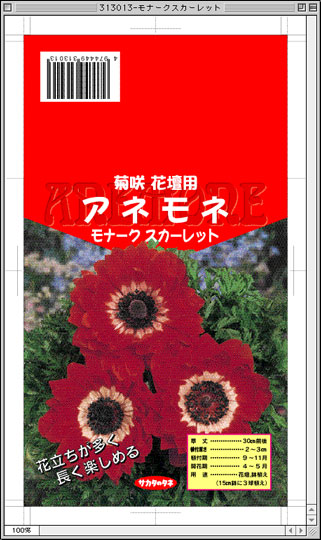 313013-モナークスカーレット
4 974449 313013
ANEMONE
菊咲 花壇用
アネモネ
モナーク スカーレット
花立ちが多く
長く楽しめる
サカタのタネ
草丈……………30cm前後
覆土厚さ……………2〜3cm
植付期……………9〜11月
開花期……………4〜5月
用途……………花壇、鉢植え
(15cm鉢に3球植え)
100%